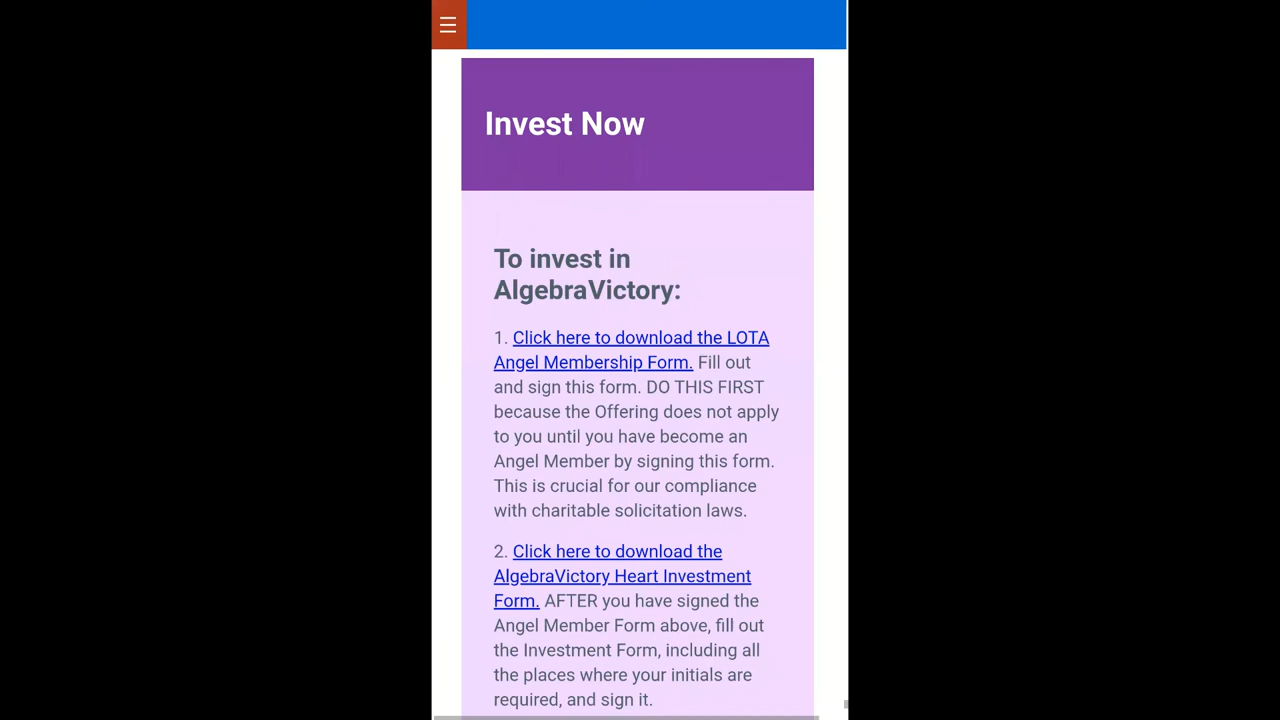 Invest Now
To invest in
AlgebraVictory:
1. Click here to download the LOTA
Angel Membership Form. Fill out
and sign this form. DO THIS FIRST
because the Offering does not apply
to you until you have become an
Angel Member by signing this form.
This is crucial for our compliance
with charitable solicitation laws.
2. Click here to download the
AlgebraVictory Heart Investment
Form. AFTER you have signed the
Angel Member Form above, fill out
the Investment Form, including all
the places where your initials are
required, and sign it.